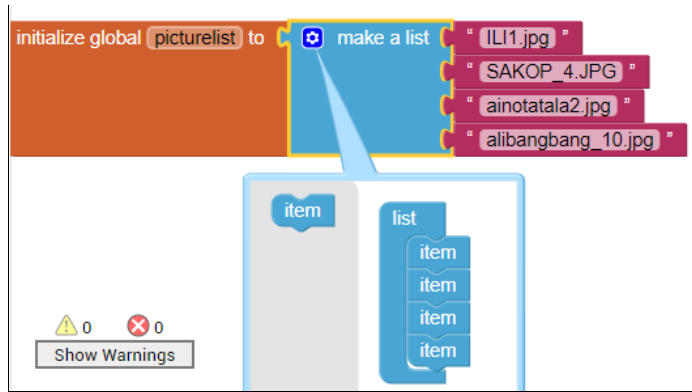 initialize global picturelist to make a list " ILI1.jpg "
" SAKOP_4.JPG "
" ainotatala2.jpg "
" alibangbang_10.jpg "
item
list
item
item
item
item
0 0
Show Warnings